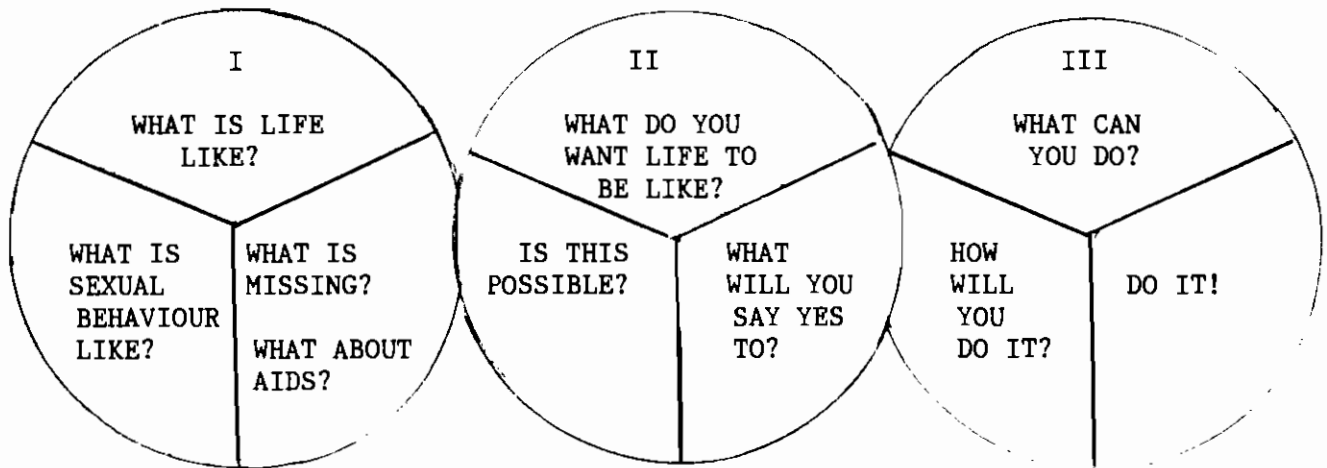 I
WHAT IS LIFE
LIKE?
WHAT IS
SEXUAL
BEHAVIOUR
LIKE?
WHAT IS
MISSING?
WHAT ABOUT
AIDS?
II
WHAT DO YOU
WANT LIFE TO
BE LIKE?
IS THIS
POSSIBLE?
WHAT
WILL YOU
SAY YES
TO?
III
WHAT CAN
YOU DO?
HOW
WILL
YOU
DO IT?
DO IT!